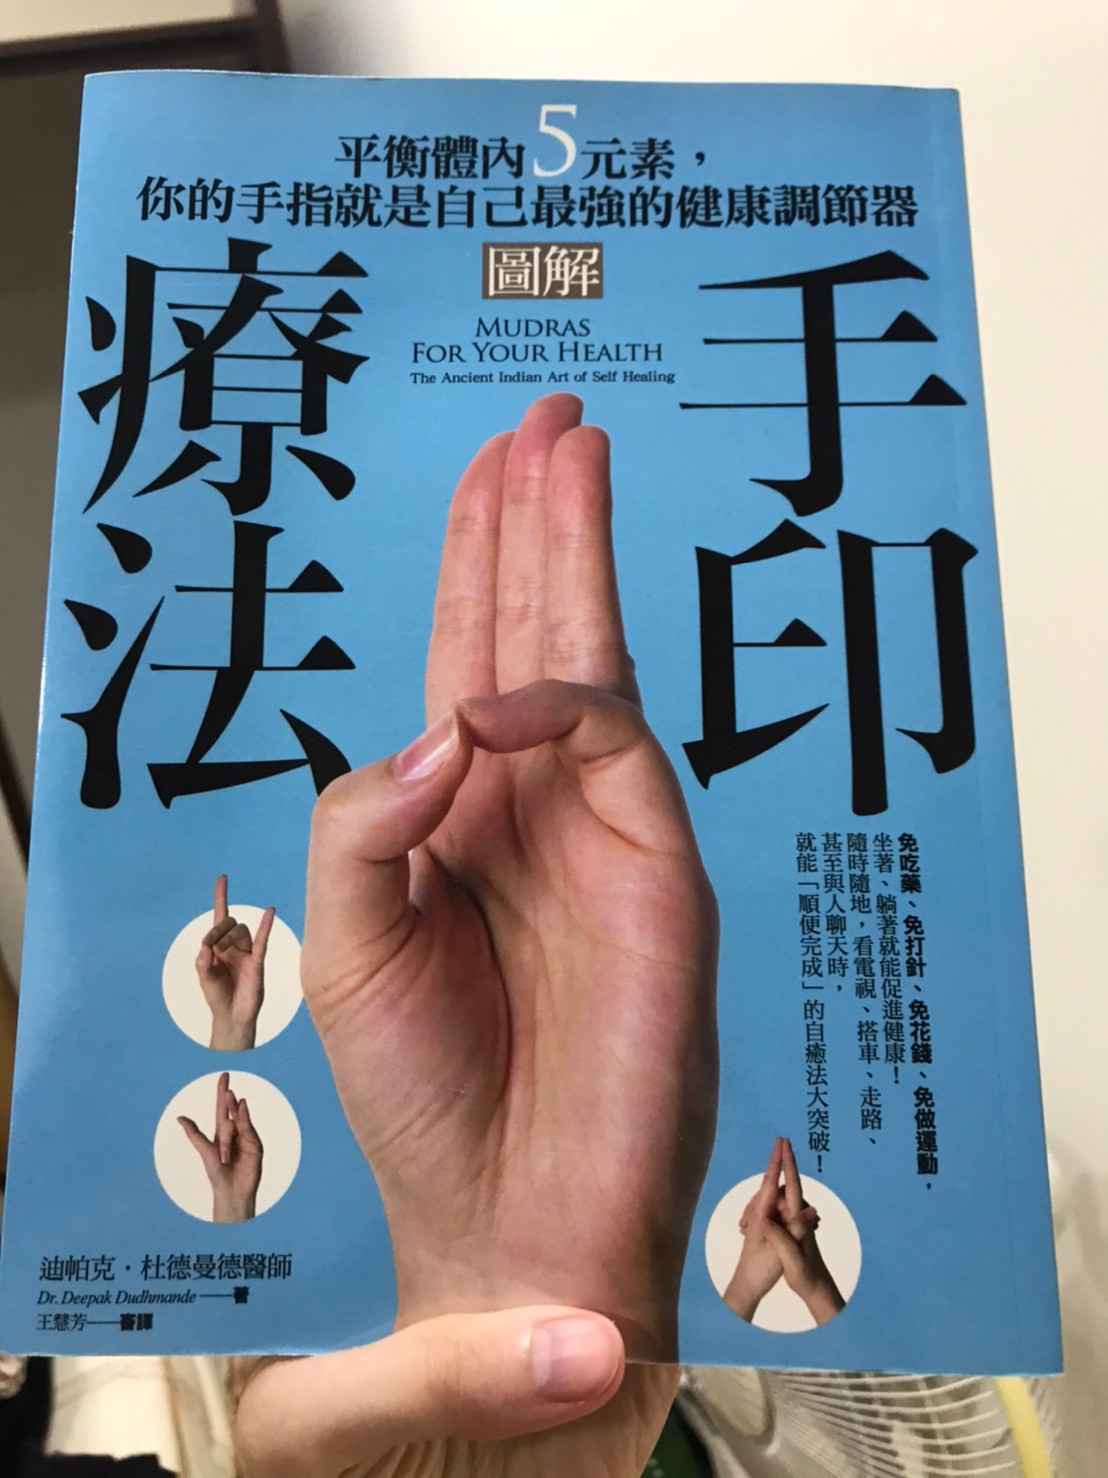 平衡體內5元素，
你的手指就是自己最強的健康調節器
圖解
手印
療法
MUDRAS
FOR YOUR HEALTH
The Ancient Indian Art of Self Healing
免吃藥、免打針、免花錢、免做運動，
坐著、躺著就能促進健康！
隨時隨地，看電視、搭車、走路、
甚至與人聊天時，
就能「順便完成」的自癒法大突破！
迪帕克・杜德曼德醫師
Dr. Deepak Dudhmande——著
王慧芳——審譯